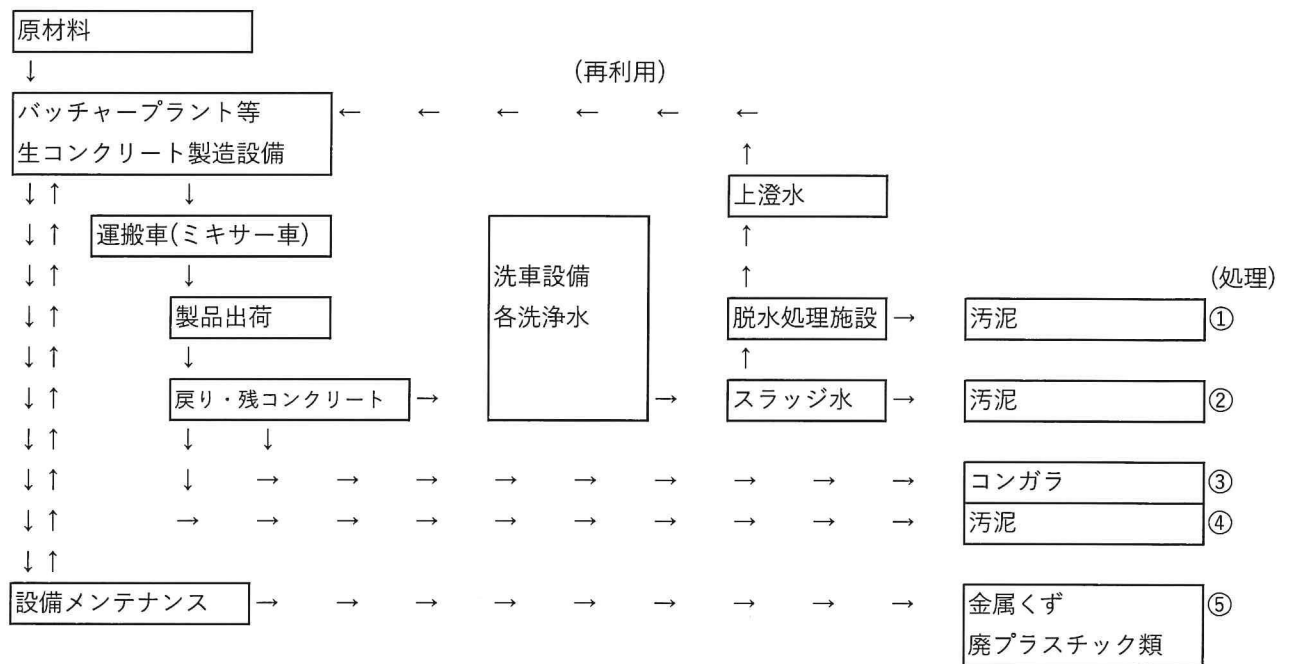 原材料
↓ (再利用)
バッチャープラント等 ← ← ← ← ← ←
生コンクリート製造設備 ↑
↓ ↑ ↓ 上澄水
↓ ↑ 運搬車(ミキサー車) ↑
↓ ↑ ↓ 洗車設備 ↑ (処理)
↓ ↑ 製品出荷 各洗浄水 脱水処理施設 → 汚泥 ①
↓ ↑ ↓ ↑
↓ ↑ 戻り・残コンクリート → → スラッジ水 → 汚泥 ②
↓ ↑ ↓ ↓
↓ ↑ ↓ → → → → → → → → → コンガラ ③
↓ ↑ → → → → → → → → → → 汚泥 ④
↓ ↑
設備メンテナンス → → → → → → → → → 金属くず ⑤
廃プラスチック類